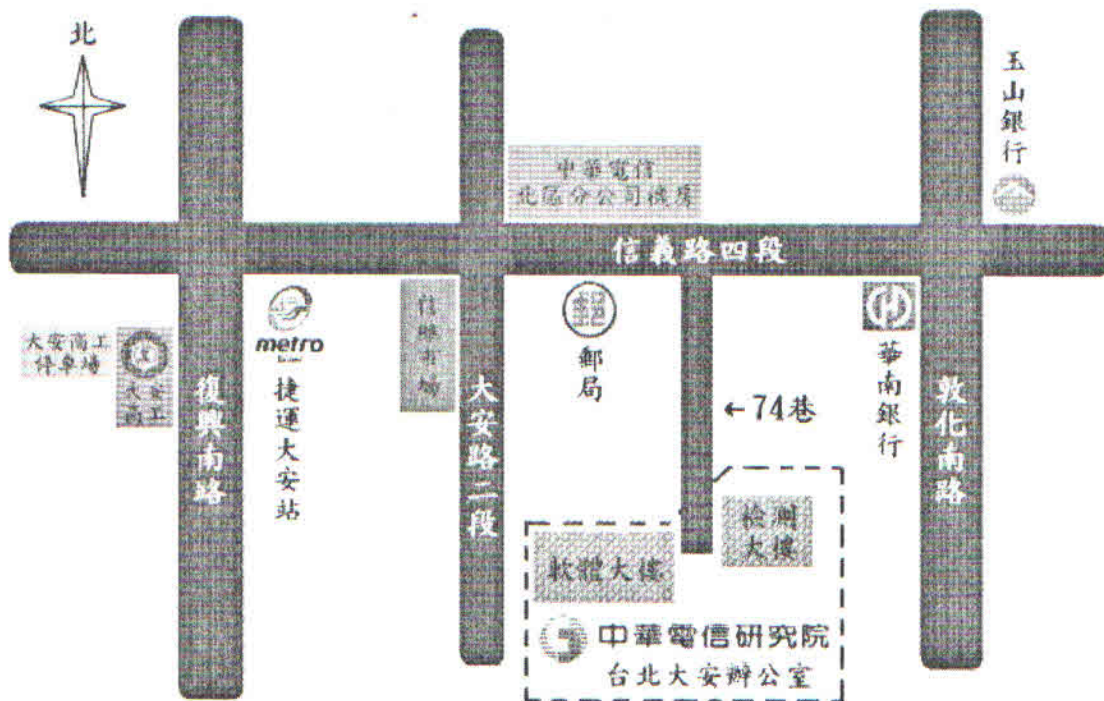 北
玉山銀行
中華電信
北區分公司機房
信義路四段
大安高工
停車場
大安
高工
metro
捷運大安站
復興南路
信維市場
大安路二段
郵局
←74巷
華南銀行
敦化南路
檢測
大樓
軟體大樓
中華電信研究院
台北大安辦公室